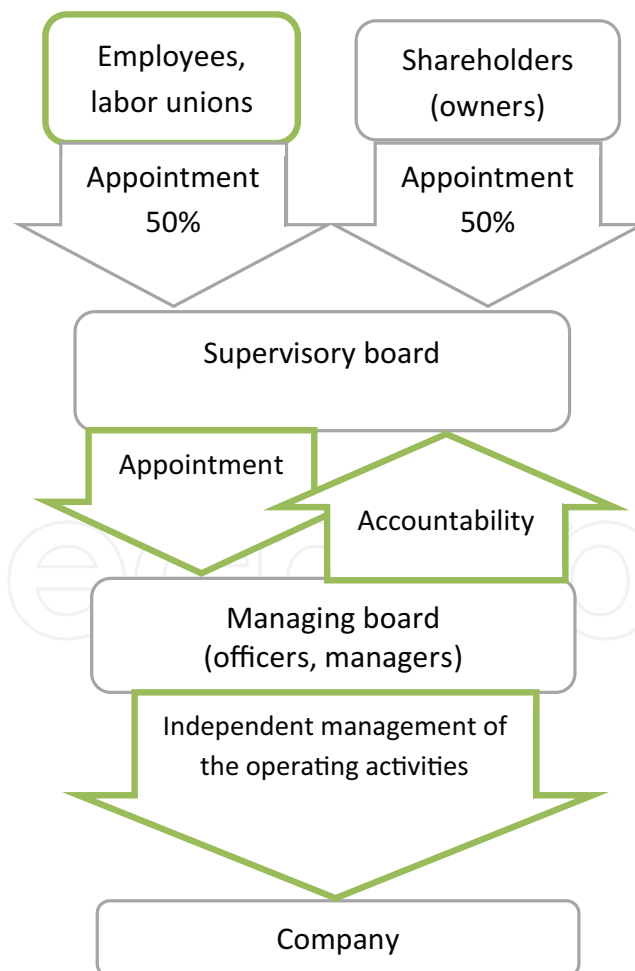 Employees,
labor unions
Shareholders
(owners)
Appointment
50%
Appointment
50%
Supervisory board
Appointment
Accountability
Managing board
(officers, managers)
Independent management of
the operating activities
Company